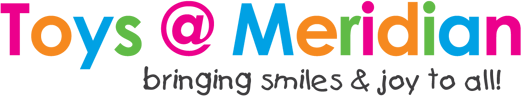 Toys @ Meridian
bringing smiles & joy to all!